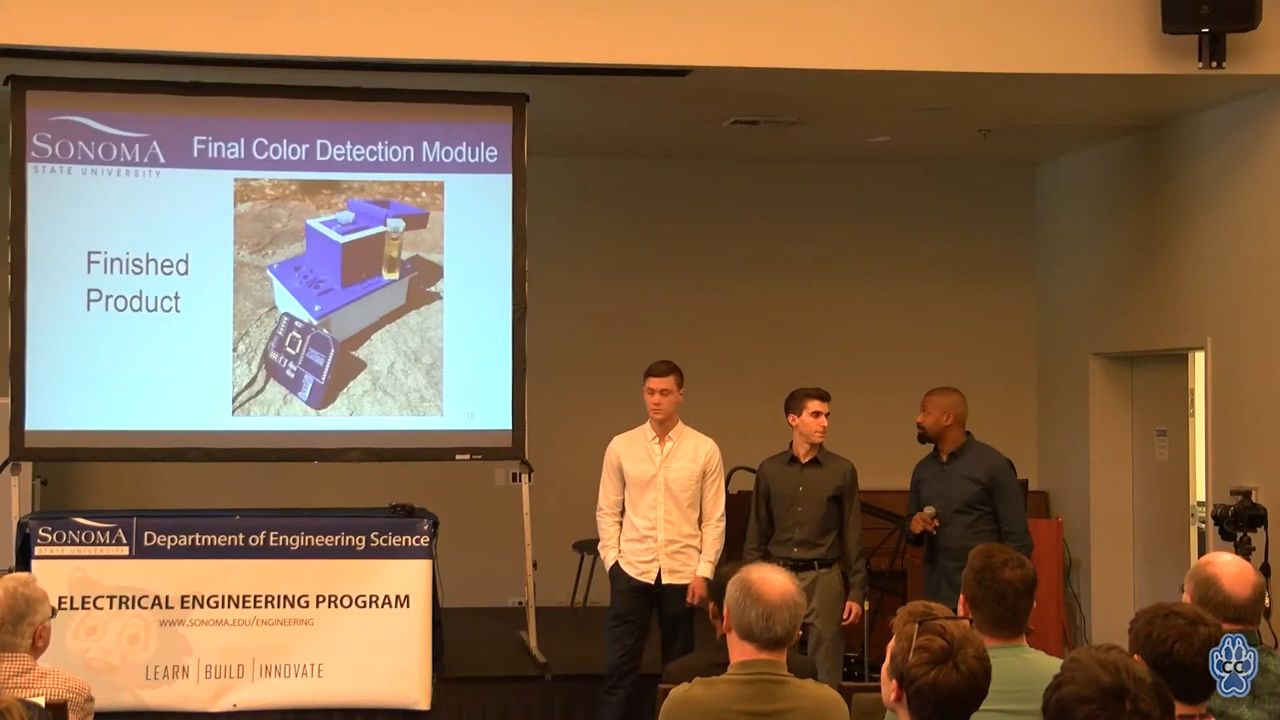 SONOMA
STATE UNIVERSITY
Final Color Detection Module
Finished
Product
19
SONOMA
STATE UNIVERSITY
Department of Engineering Science
ELECTRICAL ENGINEERING PROGRAM
WWW.SONOMA.EDU/ENGINEERING
LEARN | BUILD | INNOVATE
CC